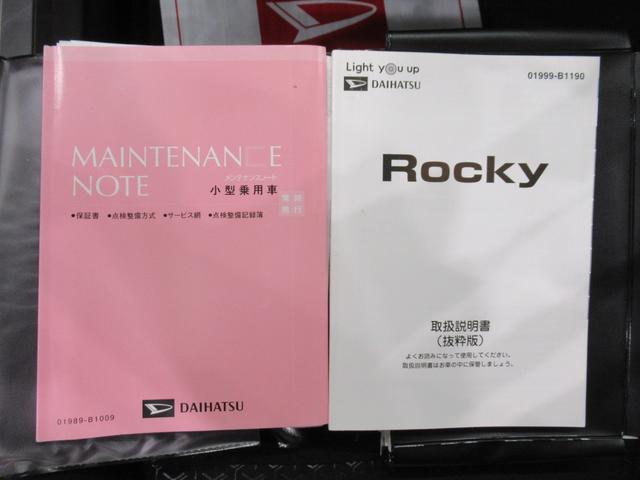 MAINTENANCE
NOTE
メンテナンスノート
小型乗用車
●保証書 ●点検整備方式 ●サービス網 ●点検整備記録簿
DAIHATSU
01989-B1009
Light you up
DAIHATSU
01999-B1190
Rocky
取扱説明書
(抜粋版)
よくお読みになって使用してください。
取扱説明書はお車の中に保管しましょう。